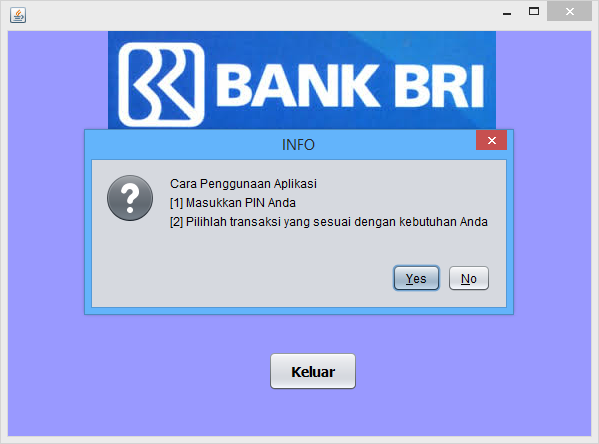 BANK BRI
INFO
Cara Penggunaan Aplikasi
[1] Masukkan PIN Anda
[2] Pilihlah transaksi yang sesuai dengan kebutuhan Anda
Yes
No
Keluar